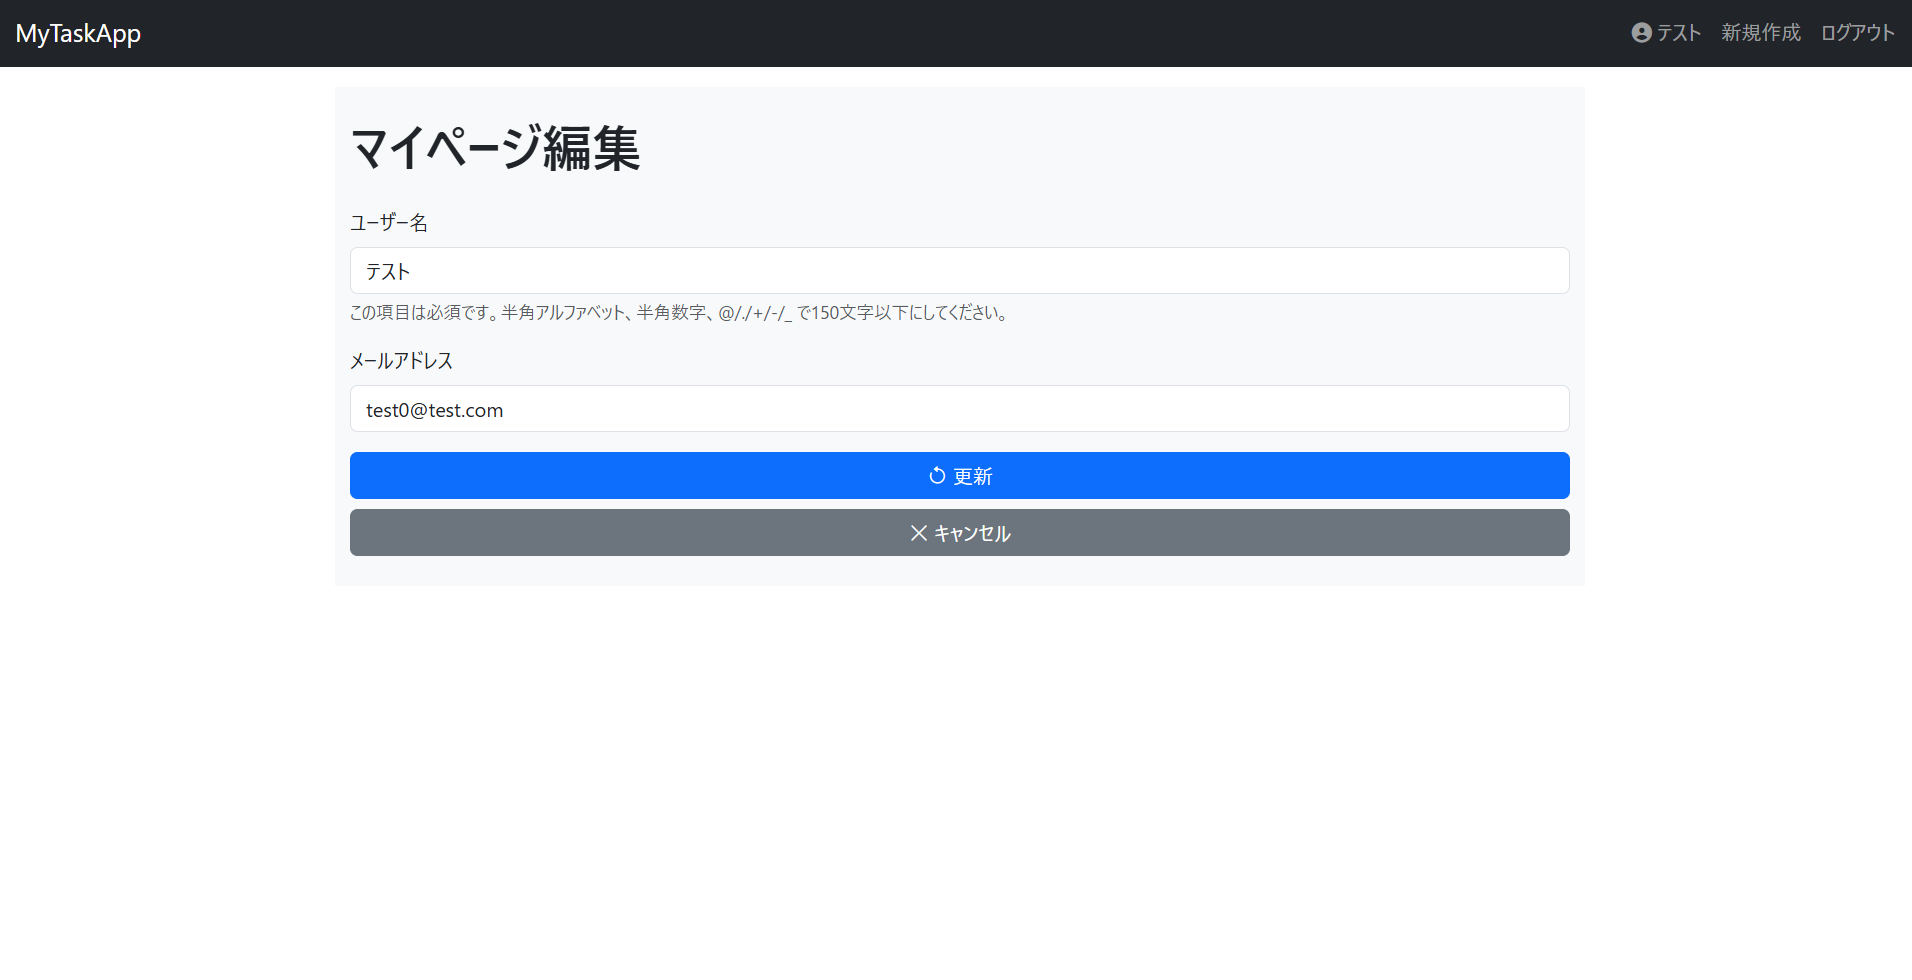 MyTaskApp
テスト 新規作成 ログアウト
マイページ編集
ユーザー名
テスト
この項目は必須です。半角アルファベット、半角数字、@/./+/-/_ で150文字以下にしてください。
メールアドレス
test0@test.com
更新
キャンセル